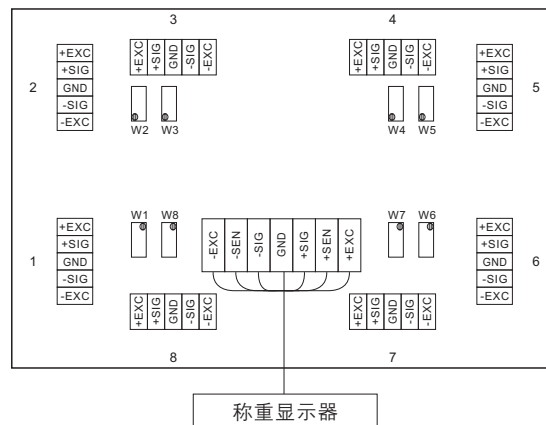 3
4
+EXC
+SIG
GND
-SIG
-EXC
+EXC
+SIG
GND
-SIG
-EXC
2
+EXC
+SIG
GND
-SIG
-EXC
+EXC
+SIG
GND
-SIG
-EXC
5
W2
W3
W4
W5
W1
W8
W7
W6
1
+EXC
+SIG
GND
-SIG
-EXC
-EXC
-SEN
-SIG
GND
+SIG
+SEN
+EXC
+EXC
+SIG
GND
-SIG
-EXC
6
+EXC
+SIG
GND
-SIG
-EXC
+EXC
+SIG
GND
-SIG
-EXC
8
7
称重显示器